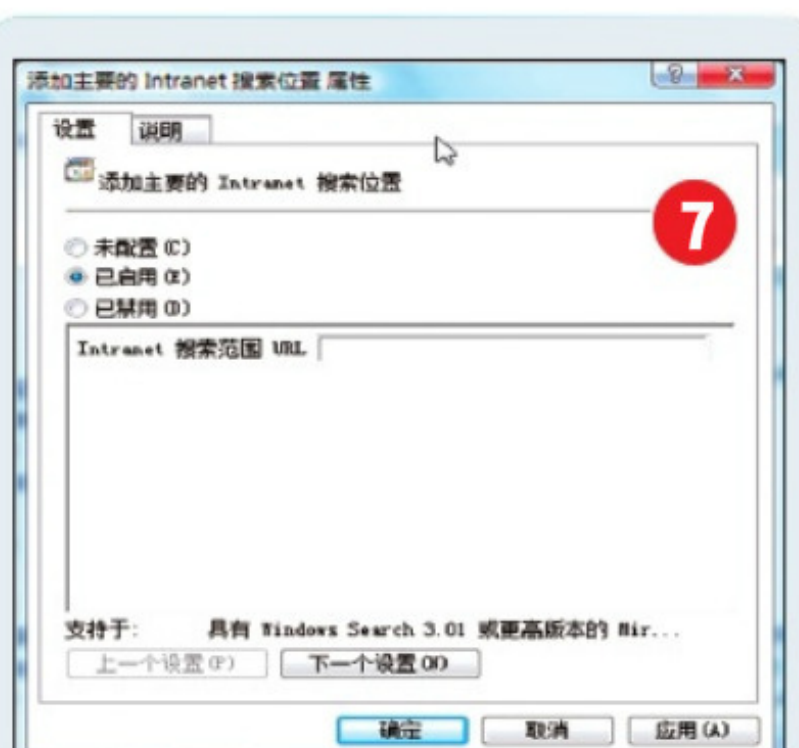 添加主要的 Intranet 搜索位置 属性
设置 说明
添加主要的 Intranet 搜索位置
7
未配置(C)
已启用(E)
已禁用(D)
Intranet 搜索范围 URL
支持于: 具有 Windows Search 3.01 或更高版本的 Mir...
上一个设置(P) 下一个设置(N)
确定 取消 应用(A)